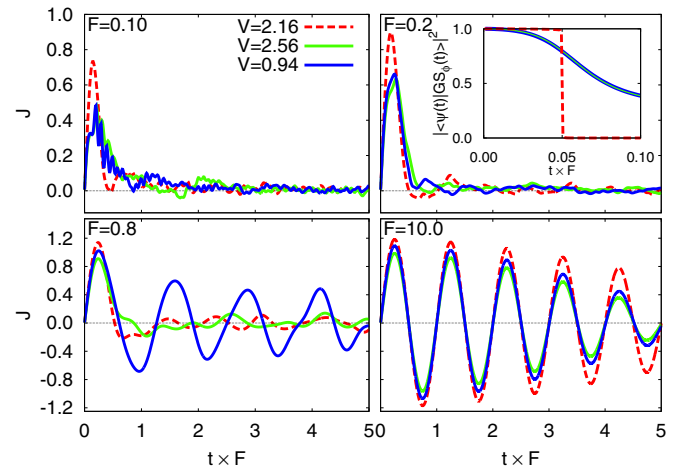 F=0.10
V=2.16
V=2.56
V=0.94
J
0.8
0.6
0.4
0.2
0.0
F=0.2
|<ψ(t)|GS_ϕ(t)>|²
1.0
0.5
0.0
0.00 0.05 0.10
t × F
F=0.8
J
1.2
0.8
0.4
0.0
-0.4
-0.8
-1.2
0 1 2 3 4 5
t × F
F=10.0
0 1 2 3 4 5
t × F